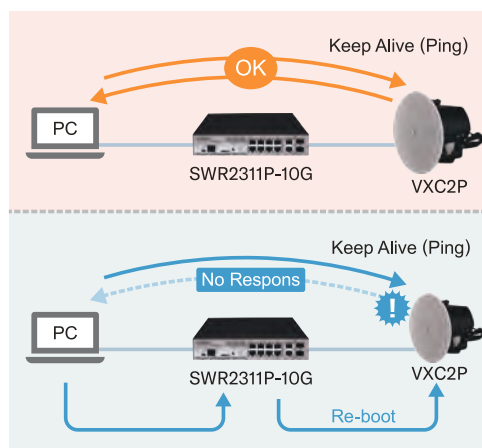 Keep Alive (Ping)
OK
PC
SWR2311P-10G
VXC2P
Keep Alive (Ping)
No Respons
!
PC
SWR2311P-10G
VXC2P
Re-boot